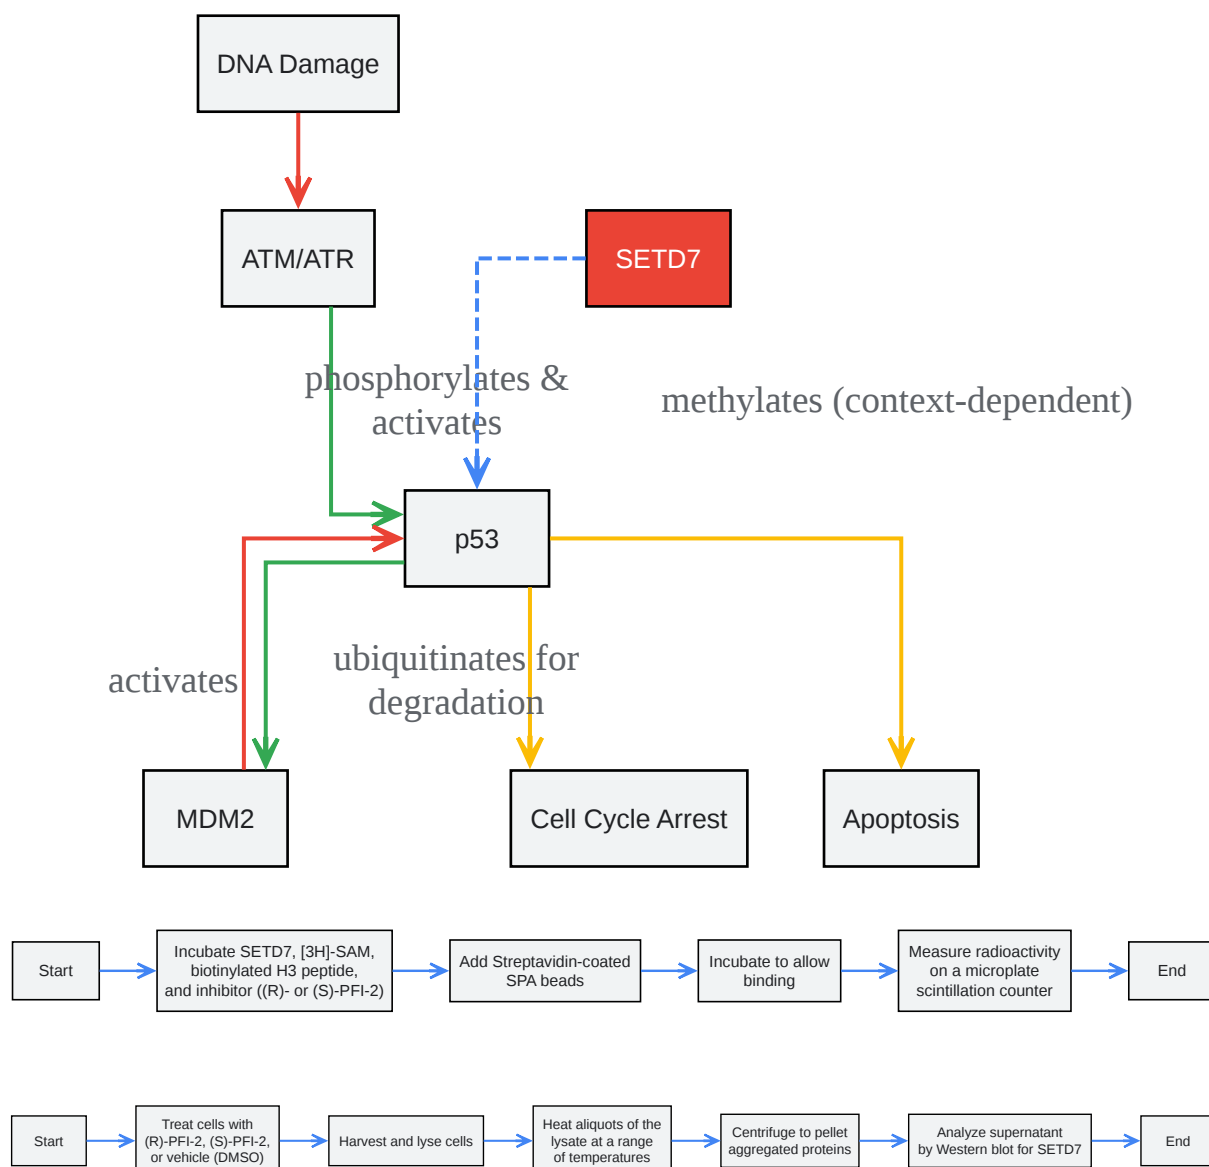 DNA Damage
ATM/ATR
SETD7
phosphorylates &
activates
methylates (context-dependent)
p53
activates
ubiquitinates for
degradation
MDM2
Cell Cycle Arrest
Apoptosis
Start
Incubate SETD7, [3H]-SAM,
biotinylated H3 peptide,
and inhibitor ((R)- or (S)-PFI-2)
Add Streptavidin-coated
SPA beads
Incubate to allow
binding
Measure radioactivity
on a microplate
scintillation counter
End
Start
Treat cells with
(R)-PFI-2, (S)-PFI-2,
or vehicle (DMSO)
Harvest and lyse cells
Heat aliquots of the
lysate at a range
of temperatures
Centrifuge to pellet
aggregated proteins
Analyze supernatant
by Western blot for SETD7
End